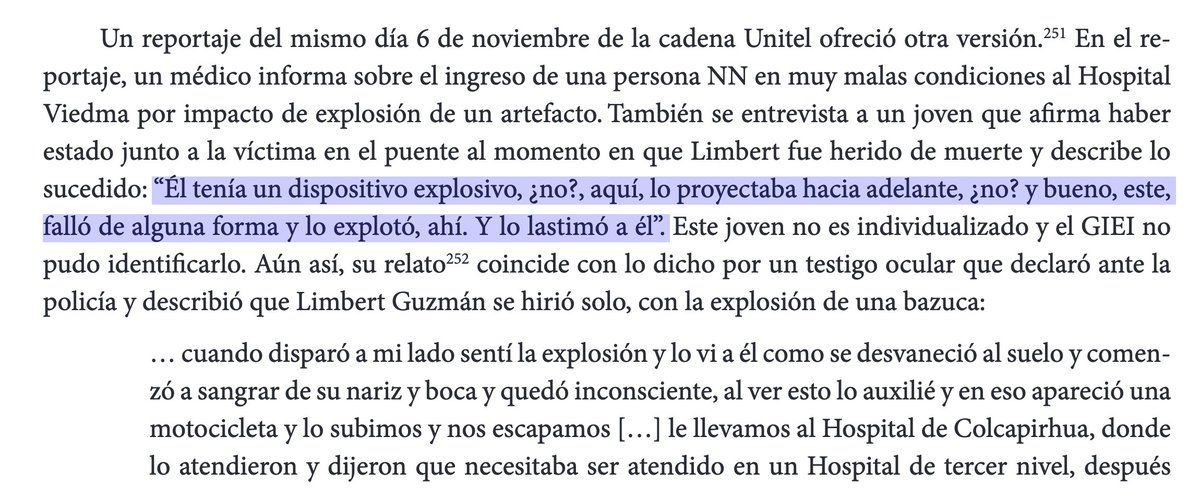 Un reportaje del mismo día 6 de noviembre de la cadena Unitel ofreció otra versión.251 En el re-
portaje, un médico informa sobre el ingreso de una persona NN en muy malas condiciones al Hospital
Viedma por impacto de explosión de un artefacto. También se entrevista a un joven que afirma haber
estado junto a la víctima en el puente al momento en que Limbert fue herido de muerte y describe lo
sucedido: “Él tenía un dispositivo explosivo, ¿no?, aquí, lo proyectaba hacia adelante, ¿no? y bueno, este,
falló de alguna forma y lo explotó, ahí. Y lo lastimó a él”. Este joven no es individualizado y el GIEI no
pudo identificarlo. Aún así, su relato252 coincide con lo dicho por un testigo ocular que declaró ante la
policía y describió que Limbert Guzmán se hirió solo, con la explosión de una bazuca:
… cuando disparó a mi lado sentí la explosión y lo vi a él como se desvaneció al suelo y comen-
zó a sangrar de su nariz y boca y quedó inconsciente, al ver esto lo auxilié y en eso apareció una
motocicleta y lo subimos y nos escapamos […] le llevamos al Hospital de Colcapirhua, donde
lo atendieron y dijeron que necesitaba ser atendido en un Hospital de tercer nivel, después